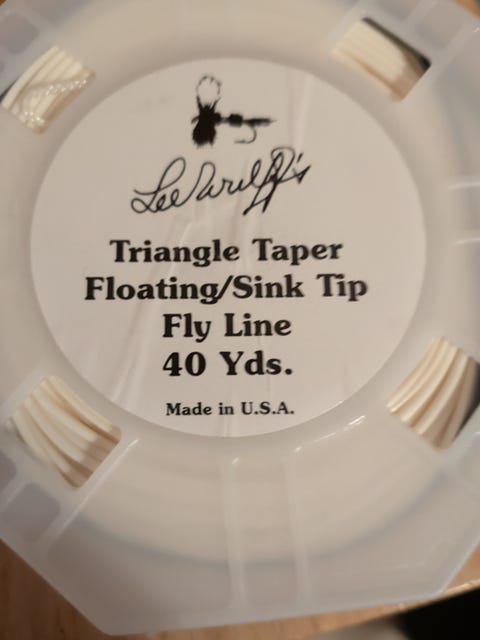 Lee Wulff's
Triangle Taper
Floating/Sink Tip
Fly Line
40 Yds.
Made in U.S.A.